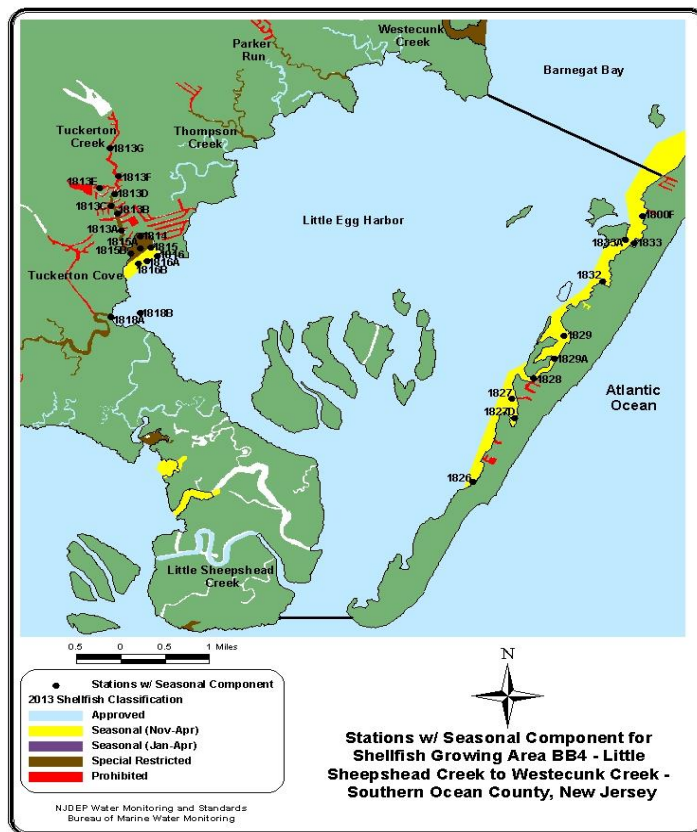 Westecunk
Creek
Parker
Run
Barnegat Bay
Tuckerton
Creek
Thompson
Creek
1813G
1813F
1813E
1813D
1813C
1813B
1800F
Little Egg Harbor
1813A
1814
1815A
1815
1815B
1816
1833A
1833
Tuckerton Cove
1816A
1816B
1832
1818B
1818A
1829
1829A
1828
Atlantic
Ocean
1827
1827D
1826
Little Sheepshead
Creek
0.5 0 0.5 1 Miles
N
Stations w/ Seasonal Component
2013 Shellfish Classification
Approved
Seasonal (Nov-Apr)
Seasonal (Jan-Apr)
Special Restricted
Prohibited
Stations w/ Seasonal Component for
Shellfish Growing Area BB4 - Little
Sheepshead Creek to Westecunk Creek -
Southern Ocean County, New Jersey
NJDEP Water Monitoring and Standards
Bureau of Marine Water Monitoring